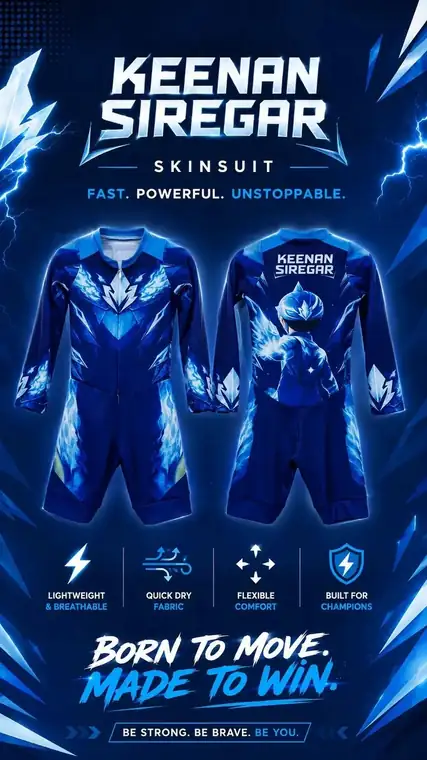 KEENAN
SIREGAR
SKINSUIT
FAST. POWERFUL. UNSTOPPABLE.
KEENAN
SIREGAR
LIGHTWEIGHT
& BREATHABLE
QUICK DRY
FABRIC
FLEXIBLE
COMFORT
BUILT FOR
CHAMPIONS
BORN TO MOVE.
MADE TO WIN.
BE STRONG. BE BRAVE. BE YOU.